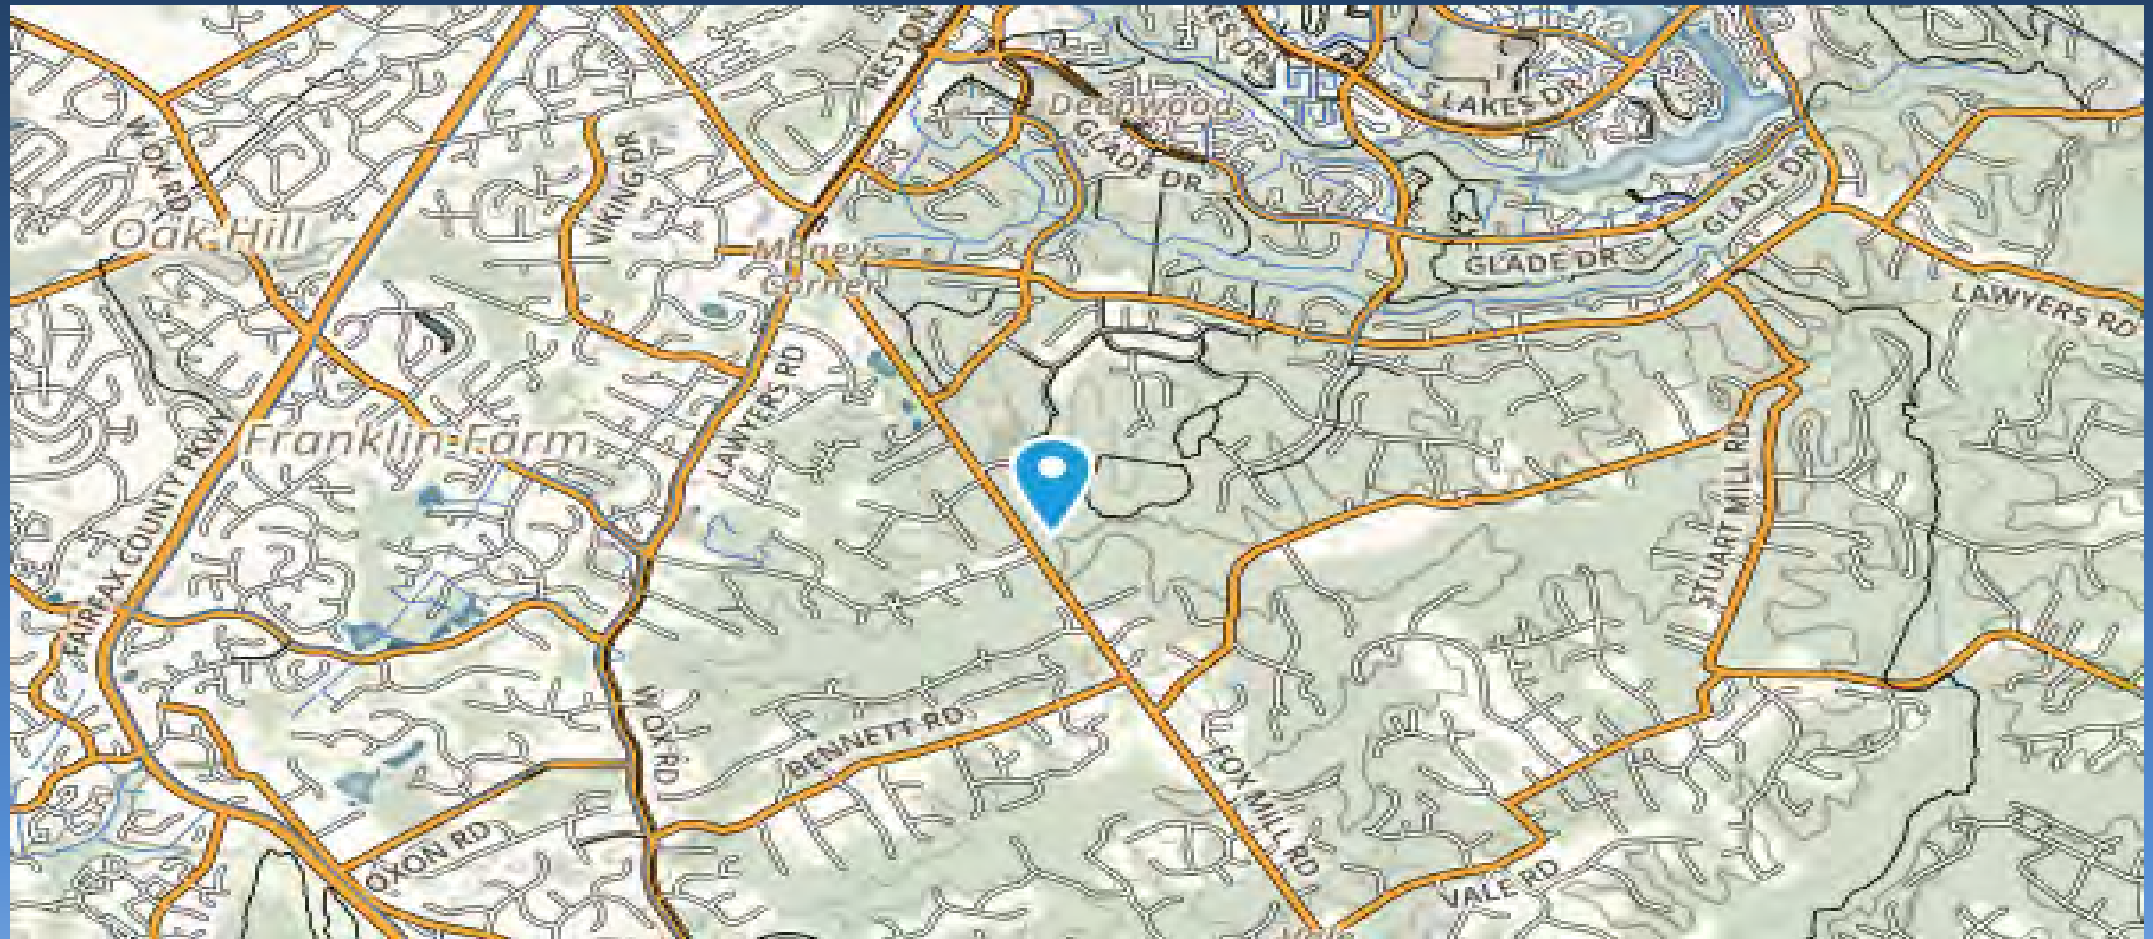 RESTON
S LAKES DR
Deepwood
W OX RD
GLADE DR
VIKING DR
GLADE DR
Oak Hill
Moneys
Corner
GLADE DR
LAWYERS RD
LAWYERS RD
Franklin Farm
STUART MILL RD
FAIRFAX COUNTY PKWY
W OX RD
BENNETT RD
FOX MILL RD
OXON RD
VALE RD